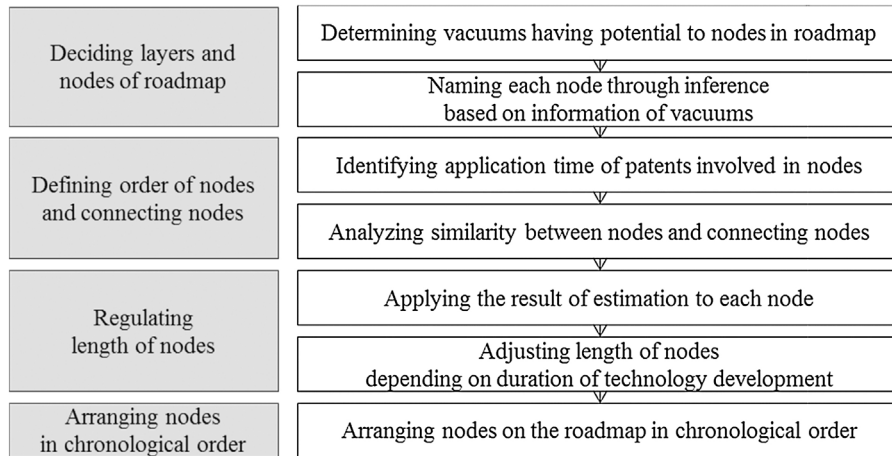 Deciding layers and
nodes of roadmap
Determining vacuums having potential to nodes in roadmap
Naming each node through inference
based on information of vacuums
Defining order of nodes
and connecting nodes
Identifying application time of patents involved in nodes
Analyzing similarity between nodes and connecting nodes
Regulating
length of nodes
Applying the result of estimation to each node
Adjusting length of nodes
depending on duration of technology development
Arranging nodes
in chronological order
Arranging nodes on the roadmap in chronological order